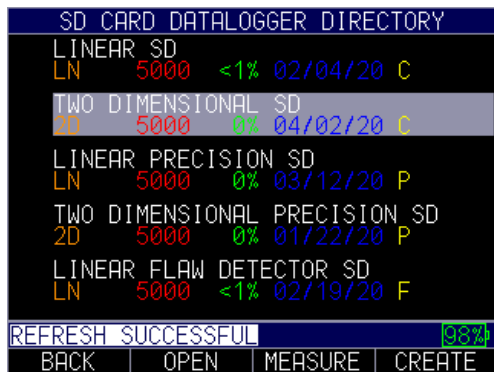 SD CARD DATALOGGER DIRECTORY
LINEAR SD
LN 5000 <1% 02/04/20 C
TWO DIMENSIONAL SD
2D 5000 0% 04/02/20 C
LINEAR PRECISION SD
LN 5000 0% 03/12/20 P
TWO DIMENSIONAL PRECISION SD
2D 5000 0% 01/22/20 P
LINEAR FLAW DETECTOR SD
LN 5000 <1% 02/19/20 F
REFRESH SUCCESSFUL 98%
BACK OPEN MEASURE CREATE